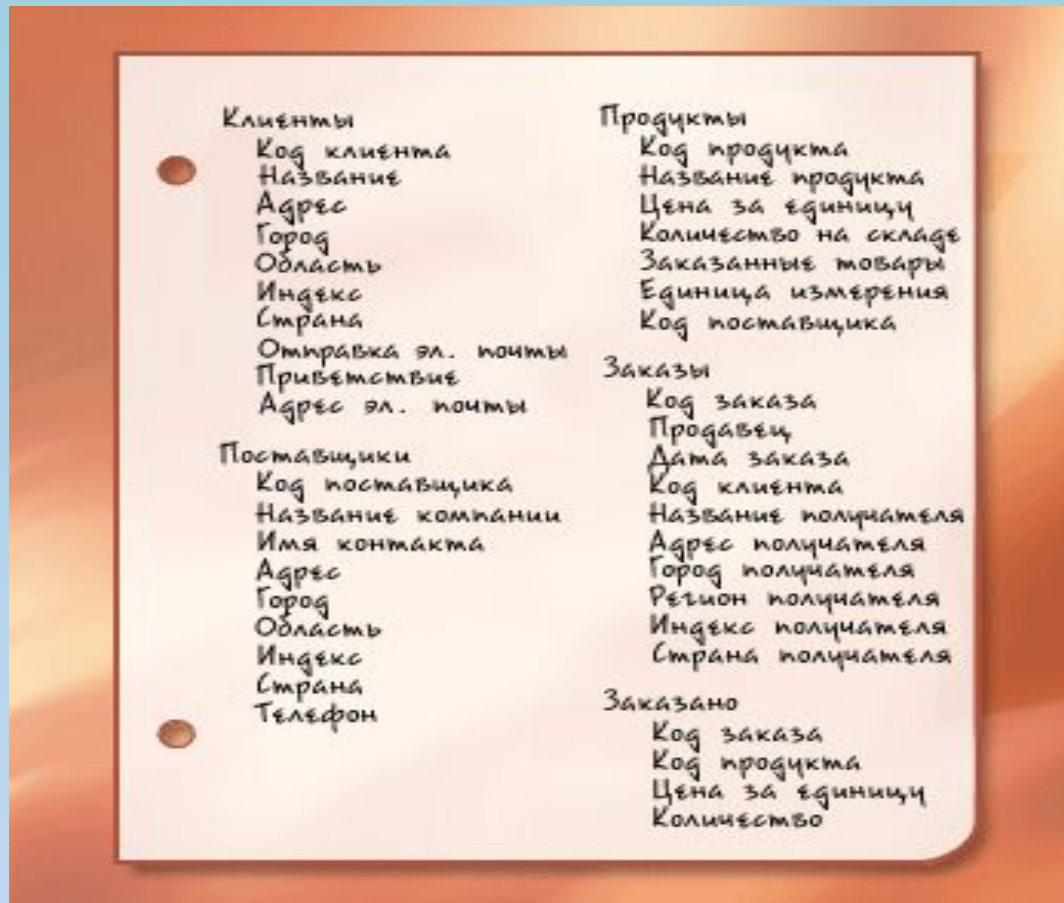 Клиенты
Код клиента
Название
Адрес
Город
Область
Индекс
Страна
Отправка эл. почты
Приветствие
Адрес эл. почты
Поставщики
Код поставщика
Название компании
Имя контакта
Адрес
Город
Область
Индекс
Страна
Телефон
Продукты
Код продукта
Название продукта
Цена за единицу
Количество на складе
Заказанные товары
Единица измерения
Код поставщика
Заказы
Код заказа
Продавец
Дата заказа
Код клиента
Название получателя
Адрес получателя
Город получателя
Регион получателя
Индекс получателя
Страна получателя
Заказано
Код заказа
Код продукта
Цена за единицу
Количество